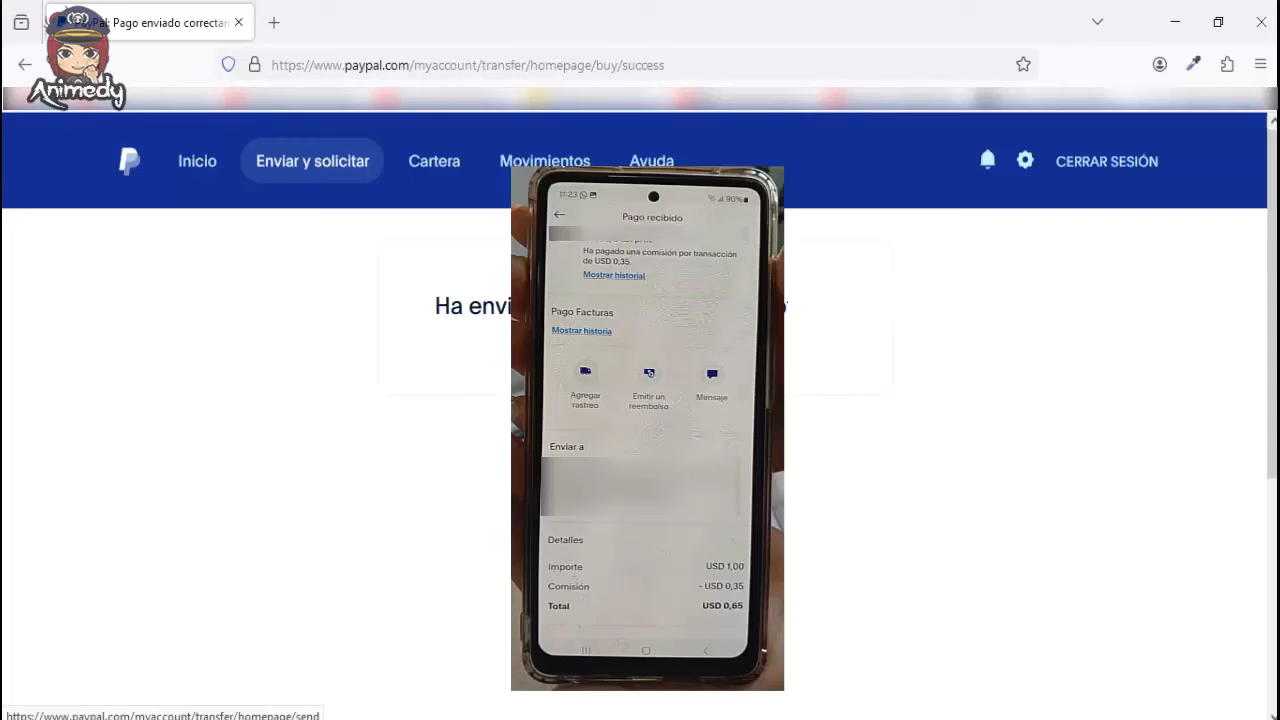 PayPal: Pago enviado correctan
https://www.paypal.com/myaccount/transfer/homepage/buy/success
Animedy
Inicio
Enviar y solicitar
Cartera
Movimientos
Ayuda
CERRAR SESIÓN
Ha envi
11:23
90%
Pago recibido
Ha pagado una comisión por transacción
de USD 0,35.
Mostrar historial
Pago Facturas
Mostrar historia
Agregar
rastreo
Emitir un
reembolso
Mensaje
Enviar a
Detalles
Importe USD 1,00
Comisión - USD 0,35
Total USD 0,65
https://www.paypal.com/myaccount/transfer/homepage/send